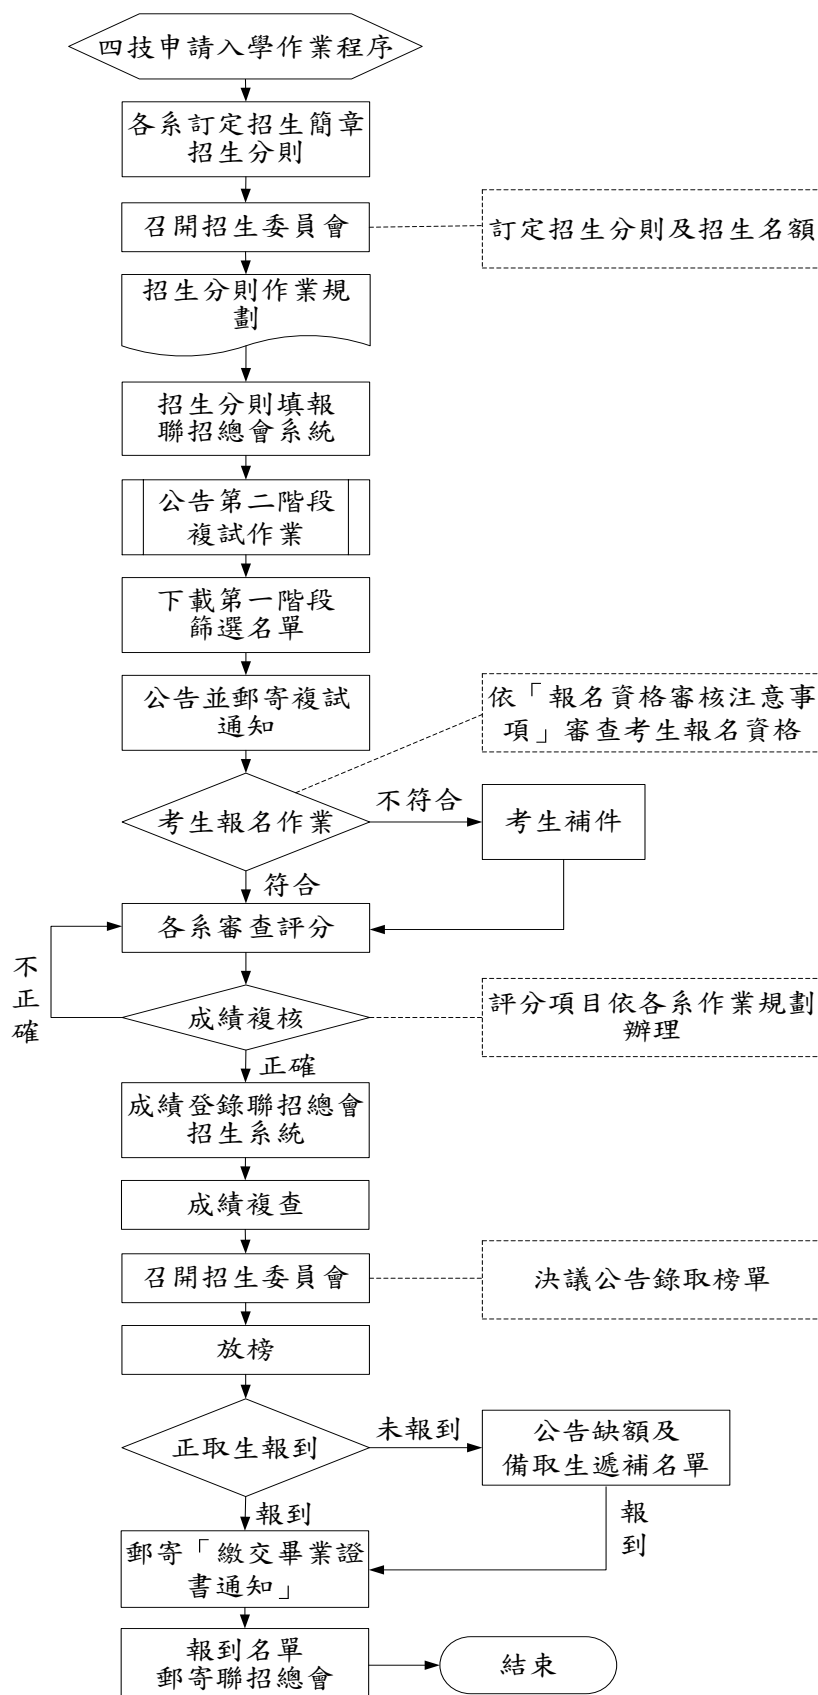 四技申請入學作業程序
各系訂定招生簡章
招生分則
召開招生委員會
訂定招生分則及招生名額
招生分則作業規
劃
招生分則填報
聯招總會系統
公告第二階段
複試作業
下載第一階段
篩選名單
公告並郵寄複試
通知
依「報名資格審核注意事
項」審查考生報名資格
考生報名作業
不符合
考生補件
符合
各系審查評分
不
正
確
成績複核
評分項目依各系作業規劃
辦理
正確
成績登錄聯招總會
招生系統
成績複查
召開招生委員會
決議公告錄取榜單
放榜
正取生報到
未報到
公告缺額及
備取生遞補名單
報到
報
到
郵寄「繳交畢業證
書通知」
報到名單
郵寄聯招總會
結束